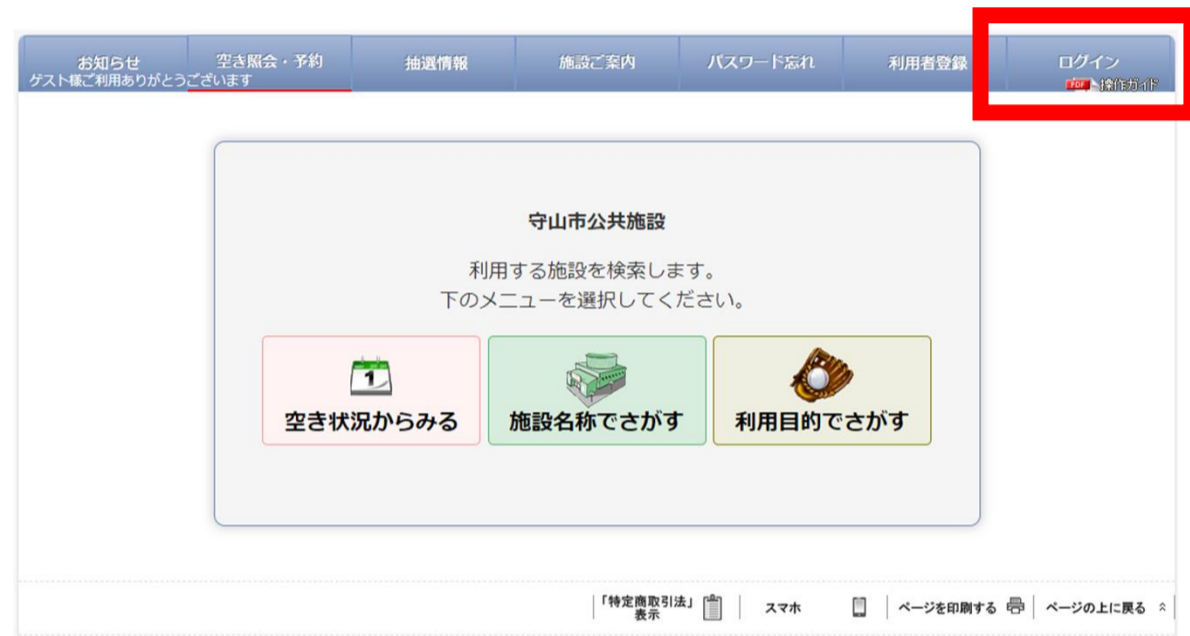 お知らせ 空き照会・予約 抽選情報 施設ご案内 パスワード忘れ 利用者登録 ログイン
ゲスト様ご利用ありがとうございます PDF 操作ガイド
守山市公共施設
利用する施設を検索します。
下のメニューを選択してください。
1
空き状況からみる 施設名称でさがす 利用目的でさがす
「特定商取引法」
表示 スマホ ページを印刷する ページの上に戻る